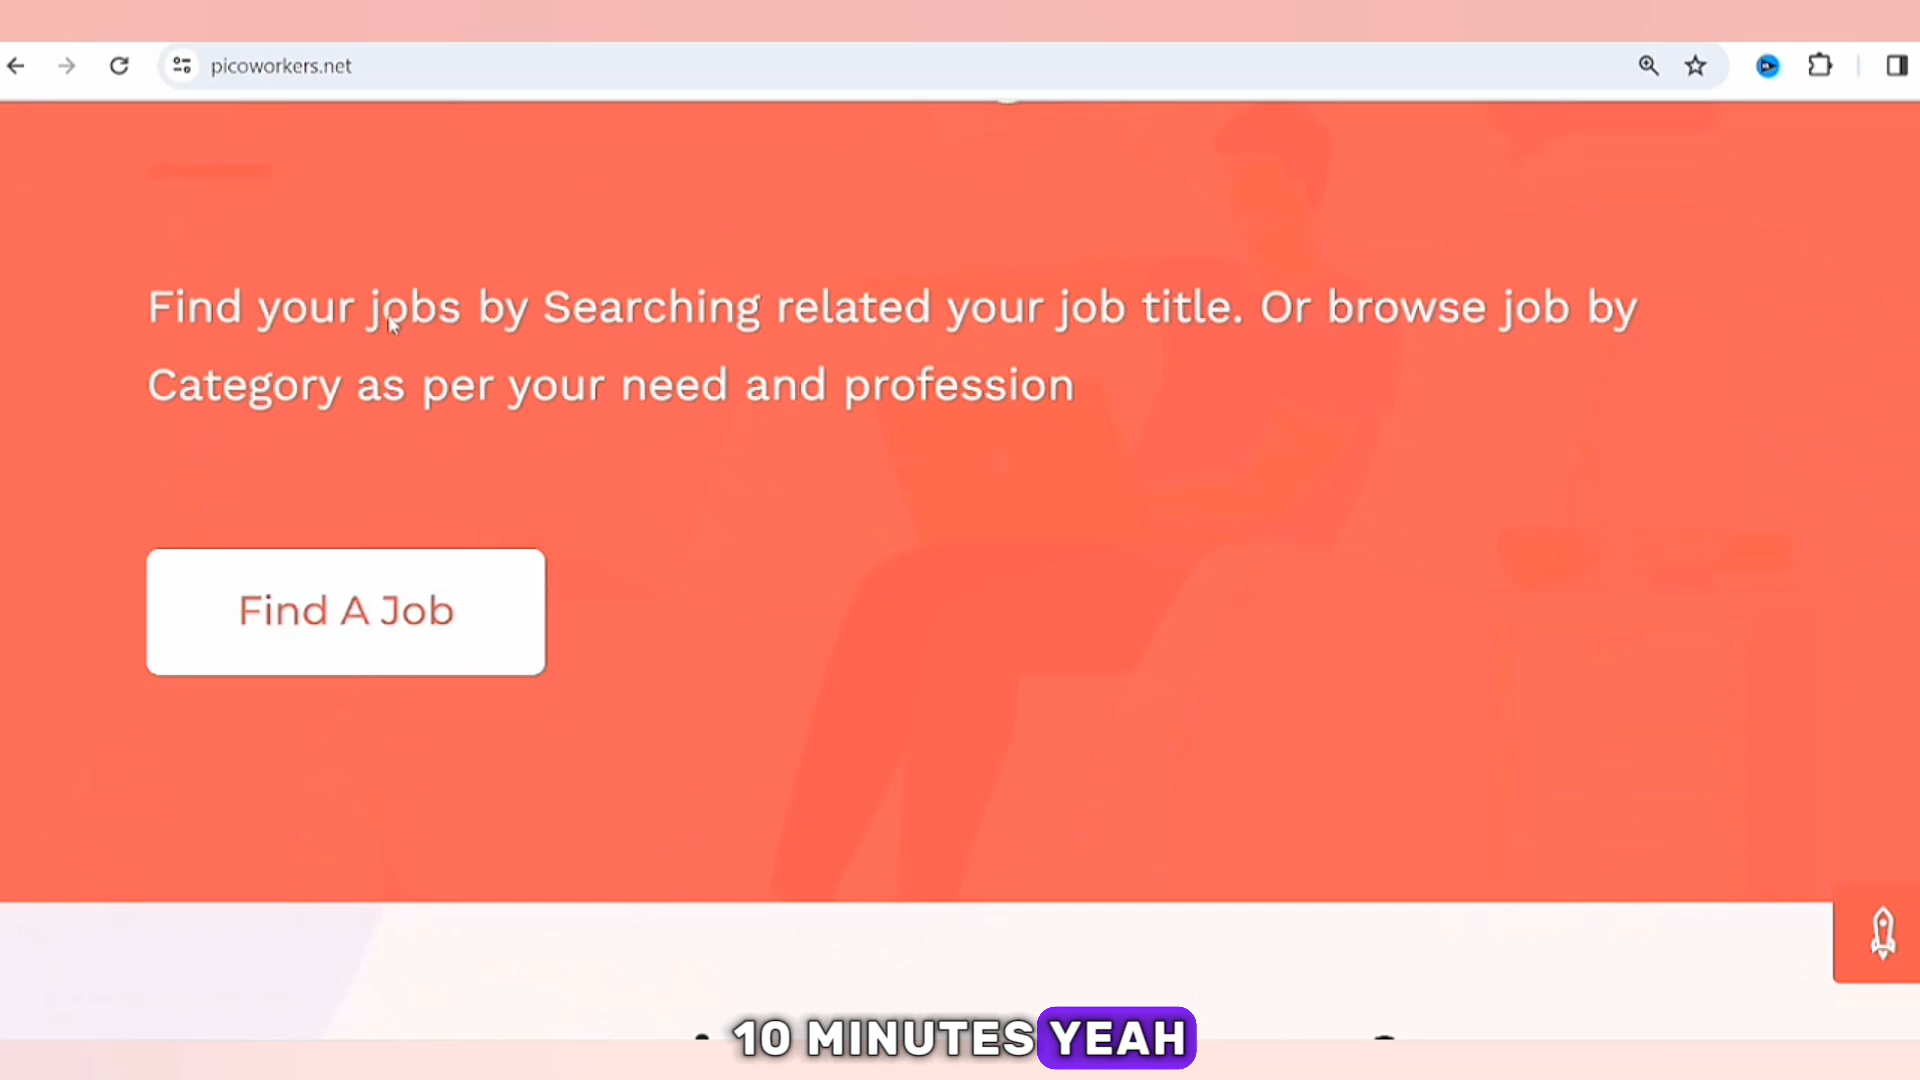 picoworkers.net
Find your jobs by Searching related your job title. Or browse job by
Category as per your need and profession
Find A Job
10 MINUTES YEAH